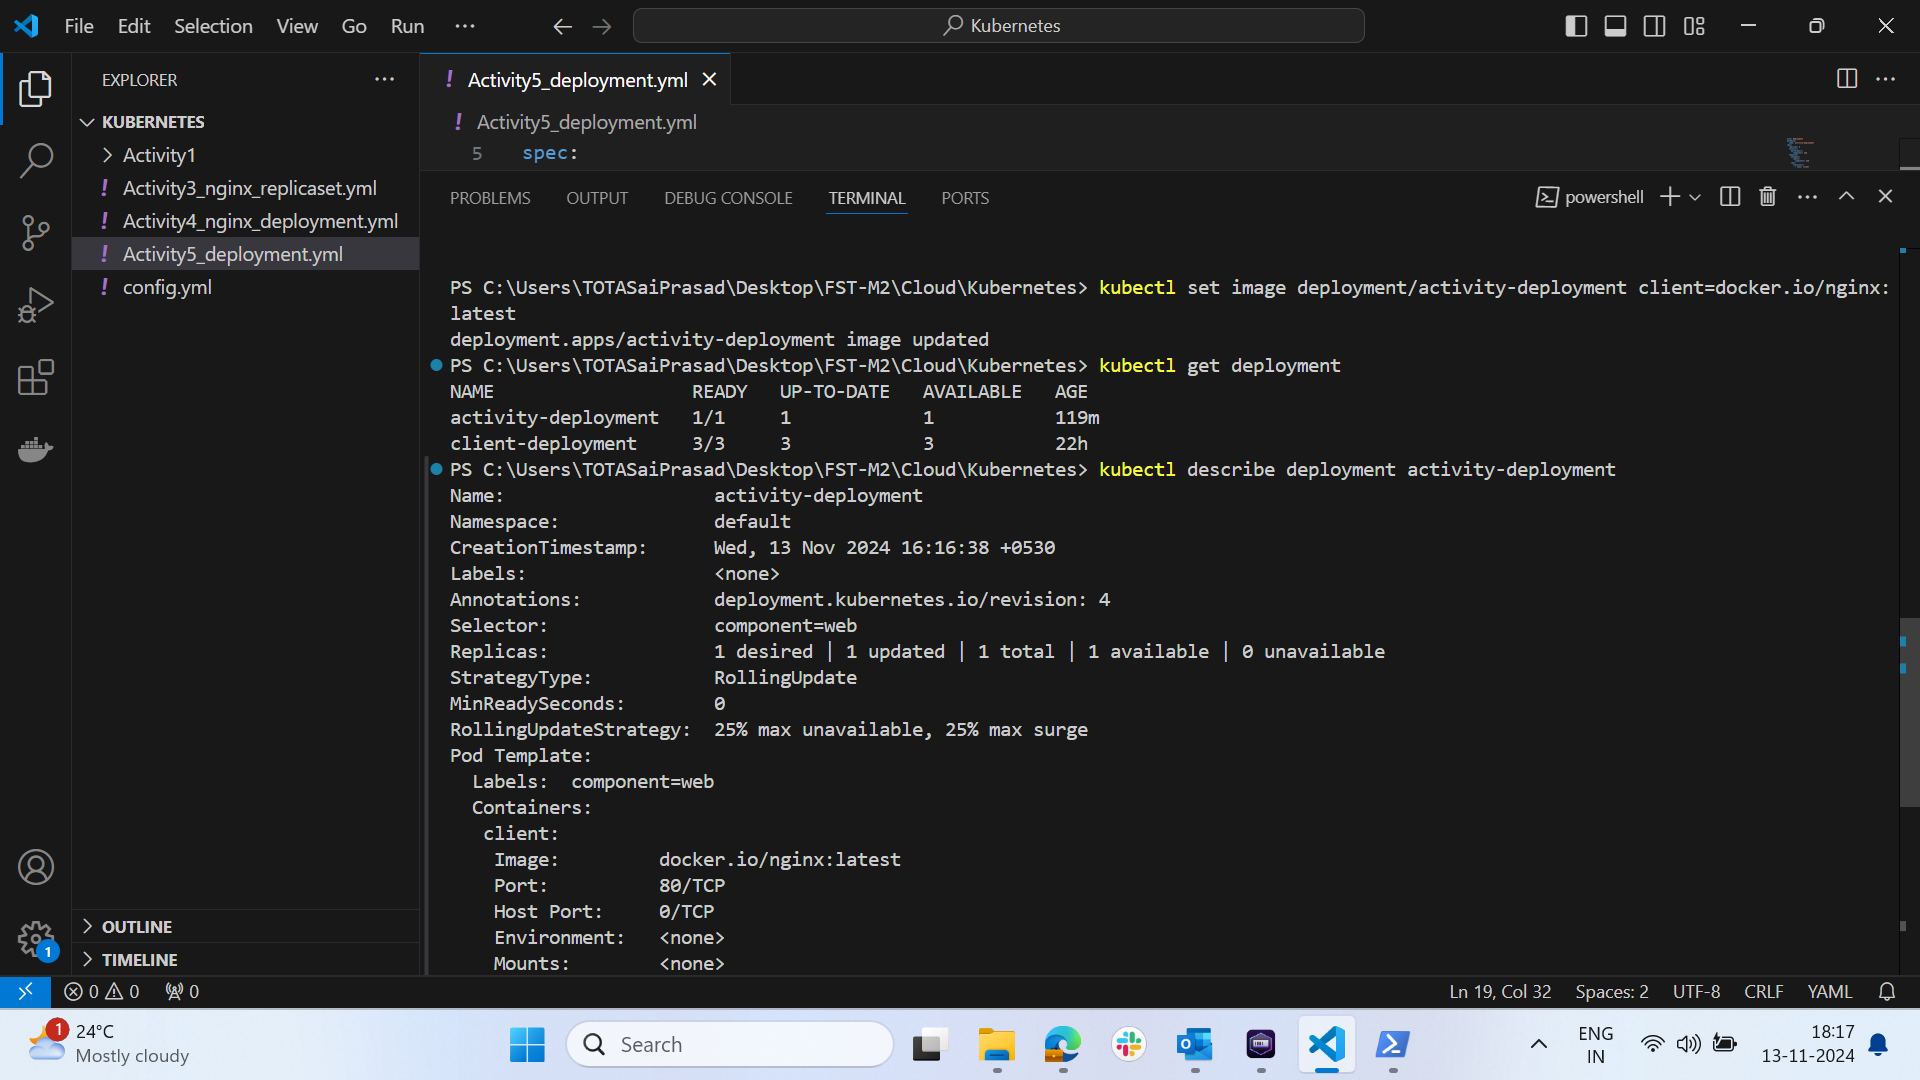 File Edit Selection View Go Run ···
Kubernetes
EXPLORER
KUBERNETES
Activity1
! Activity3_nginx_replicaset.yml
! Activity4_nginx_deployment.yml
! Activity5_deployment.yml
! config.yml
OUTLINE
TIMELINE
! Activity5_deployment.yml
! Activity5_deployment.yml
5 spec:
PROBLEMS OUTPUT DEBUG CONSOLE TERMINAL PORTS
powershell
PS C:\Users\TOTASaiPrasad\Desktop\FST-M2\Cloud\Kubernetes> kubectl set image deployment/activity-deployment client=docker.io/nginx:
latest
deployment.apps/activity-deployment image updated
PS C:\Users\TOTASaiPrasad\Desktop\FST-M2\Cloud\Kubernetes> kubectl get deployment
NAME READY UP-TO-DATE AVAILABLE AGE
activity-deployment 1/1 1 1 119m
client-deployment 3/3 3 3 22h
PS C:\Users\TOTASaiPrasad\Desktop\FST-M2\Cloud\Kubernetes> kubectl describe deployment activity-deployment
Name: activity-deployment
Namespace: default
CreationTimestamp: Wed, 13 Nov 2024 16:16:38 +0530
Labels: <none>
Annotations: deployment.kubernetes.io/revision: 4
Selector: component=web
Replicas: 1 desired | 1 updated | 1 total | 1 available | 0 unavailable
StrategyType: RollingUpdate
MinReadySeconds: 0
RollingUpdateStrategy: 25% max unavailable, 25% max surge
Pod Template:
Labels: component=web
Containers:
client:
Image: docker.io/nginx:latest
Port: 80/TCP
Host Port: 0/TCP
Environment: <none>
Mounts: <none>
1
0 0 0
Ln 19, Col 32 Spaces: 2 UTF-8 CRLF YAML
1
24°C
Mostly cloudy
Search
ENG
IN
18:17
13-11-2024